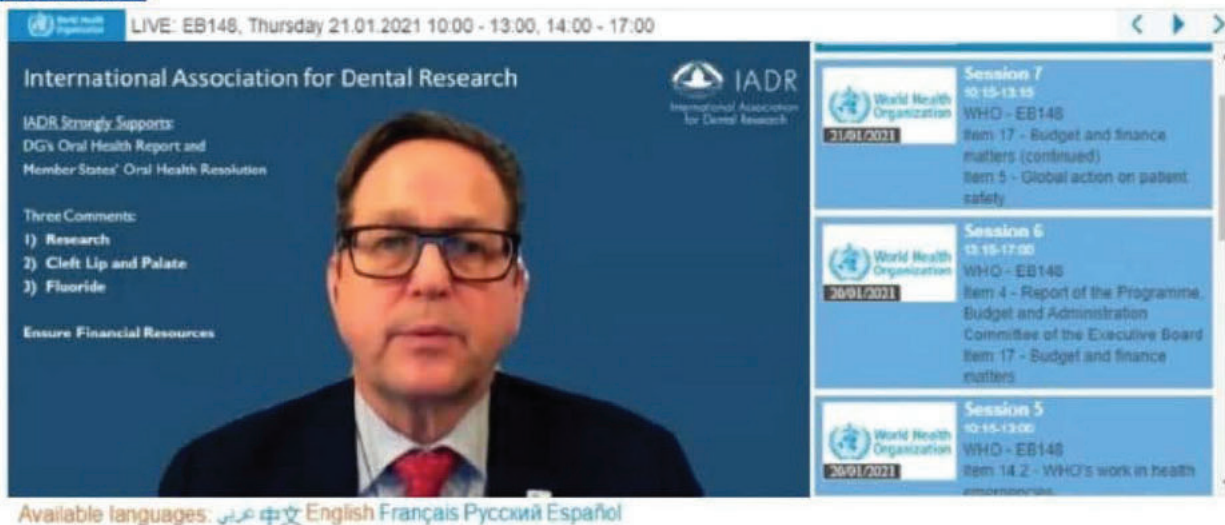 World Health Organization
LIVE: EB148, Thursday 21.01.2021 10:00 - 13:00, 14:00 - 17:00
International Association for Dental Research
IADR
International Association
for Dental Research
IADR Strongly Supports:
DG's Oral Health Report and
Member States' Oral Health Resolution
Three Comments:
1) Research
2) Cleft Lip and Palate
3) Fluoride
Ensure Financial Resources
World Health
Organization
21/01/2021
Session 7
10:15-13:15
WHO - EB148
Item 17 - Budget and finance
matters (continued)
Item 5 - Global action on patient
safety
World Health
Organization
20/01/2021
Session 6
13:15-17:00
WHO - EB148
Item 4 - Report of the Programme,
Budget and Administration
Committee of the Executive Board
Item 17 - Budget and finance
matters
World Health
Organization
20/01/2021
Session 5
10:15-13:00
WHO - EB148
Item 14.2 - WHO's work in health
emergencies
Available languages: عربي 中文 English Français Русский Español